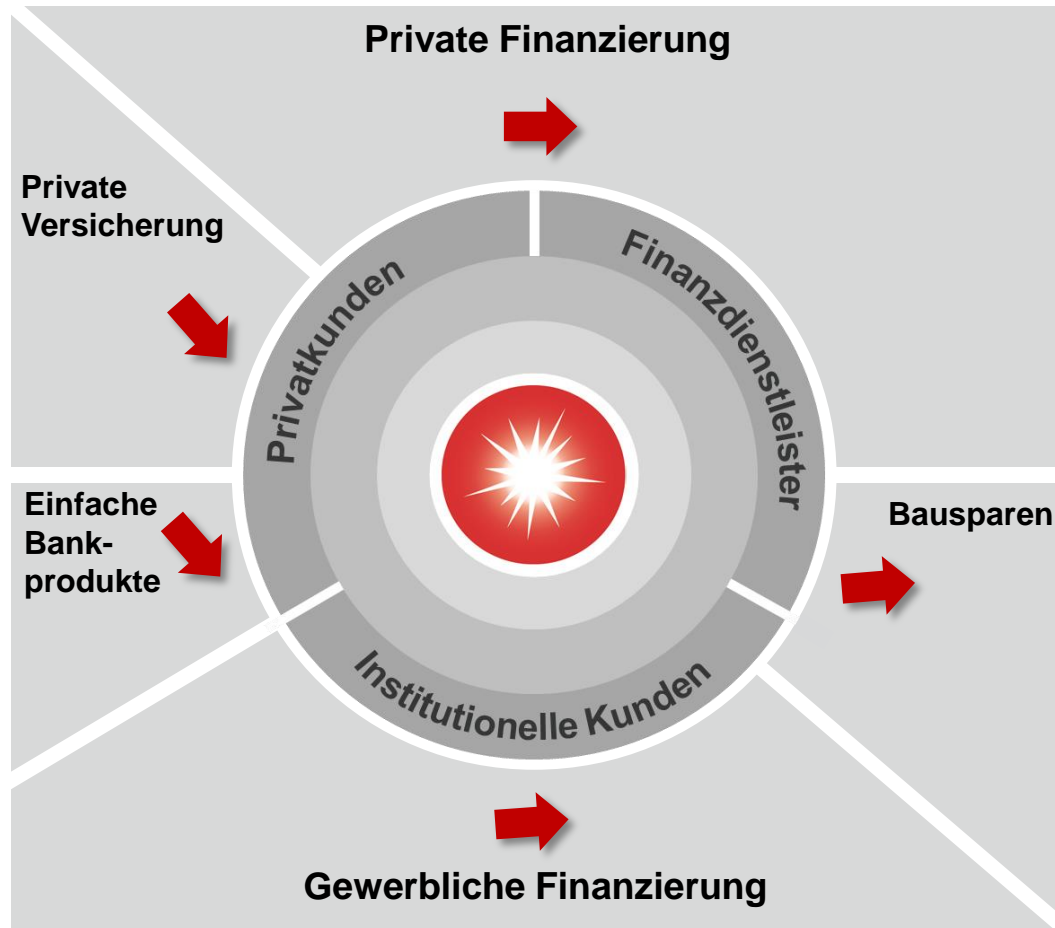 Private Finanzierung
Private
Versicherung
Privatkunden
Finanzdienstleister
Einfache
Bank-
produkte
Bausparen
Institutionelle Kunden
Gewerbliche Finanzierung